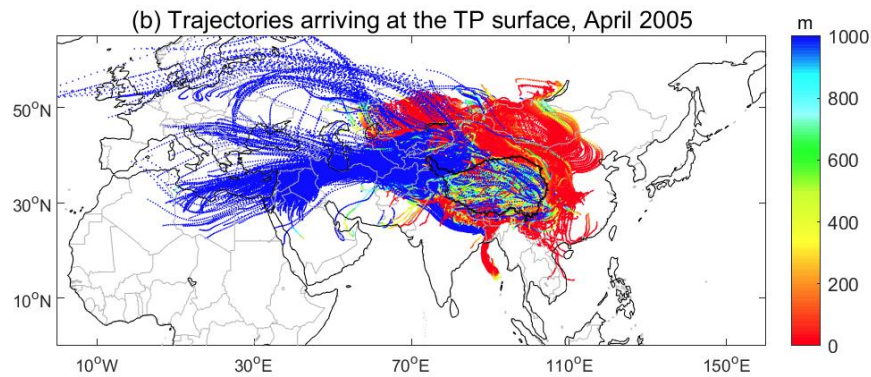 (b) Trajectories arriving at the TP surface, April 2005
m
1000
800
600
400
200
0
50°N
30°N
10°N
10°W 30°E 70°E 110°E 150°E